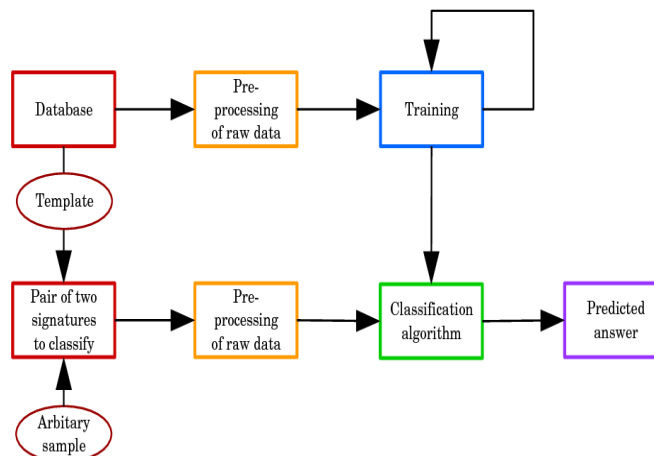 Database
Pre-
processing
of raw data
Training
Template
Pair of two
signatures
to classify
Pre-
processing
of raw data
Classification
algorithm
Predicted
answer
Arbitary
sample